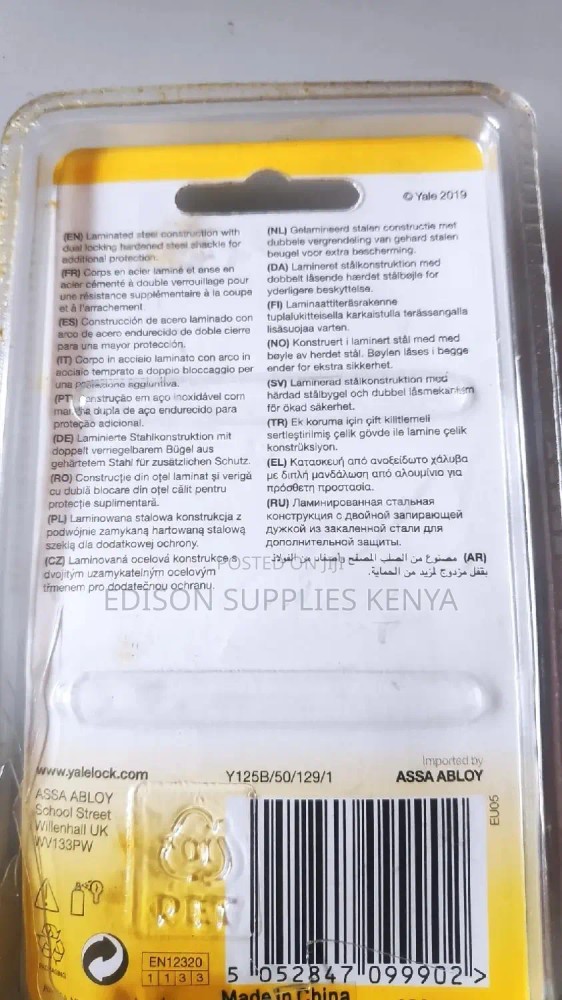 © Yale 2019
(EN) Laminated steel construction with
dual locking hardened steel shackle for
additional protection.
(FR) Corps en acier laminé et anse en
acier cémenté à double verrouillage pour
une résistance supplémentaire à la coupe
et à l'arrachement.
(ES) Construcción de acero laminado con
arco de acero endurecido de doble cierre
para una mayor protección.
(IT) Corpo in acciaio laminato con arco in
acciaio temprato a doppio bloccaggio per
una protezione aggiuntiva.
(PT) Construção em aço inoxidável com
dupla de aço endurecido para
proteção adicional.
(DE) Laminierte Stahlkonstruktion mit
doppelt verriegelbarem Bügel aus
gehärtetem Stahl für zusätzlichen Schutz.
(RO) Construcție din oțel laminat și verigă
cu dublă blocare din oțel călit pentru
protecție suplimentară.
(PL) Laminowana stalowa konstrukcja z
podwójnie zamykaną hartowaną stalową
szeklą dla dodatkowej ochrony.
(CZ) Laminovaná ocelová konstrukce s
dvojitým uzamykatelným ocelovým
třmenem pro dodatečnou ochranu.
(NL) Gelamineerd stalen constructie met
dubbele vergrendeling van gehard stalen
beugel voor extra bescherming.
(DA) Lamineret stålkonstruktion med
dobbelt låsende hærdet stålbøjle for
yderligere beskyttelse.
(FI) Laminaattiteräsrakenne
tuplalukitteisella karkaistulla terässangalla
lisäsuojaa varten.
(NO) Konstruert i laminert stål med med
bøyle av herdet stål. Bøylen låses i begge
ender for ekstra sikkerhet.
(SV) Laminerad stålkonstruktion med
härdad stålbygel och dubbel låsmekanism
för ökad säkerhet.
(TR) Ek koruma için çift kilitlemeli
sertleştirilmiş çelik gövde ile lamine çelik
konstrüksiyon.
(EL) Κατασκευή από ανοξείδωτο χάλυβα
με διπλή μανδάλωση από αλουμίνιο για
πρόσθετη προστασία.
(RU) Ламинированная стальная
конструкция с двойной запирающей
дужкой из закаленной стали для
дополнительной защиты.
(AR) مصنوع من الصلب المصفح وأصفاد من الفولاذ
بقفل مزدوج لمزيد من الحماية.
POSTED ON JIJI
EDISON SUPPLIES KENYA
www.yalelock.com
Y125B/50/129/1
Imported by
ASSA ABLOY
ASSA ABLOY
School Street
Willenhall UK
WV133PW
EU05
01
PET
EN12320
1 1 3 3
5 052847 099902 >
Made in China